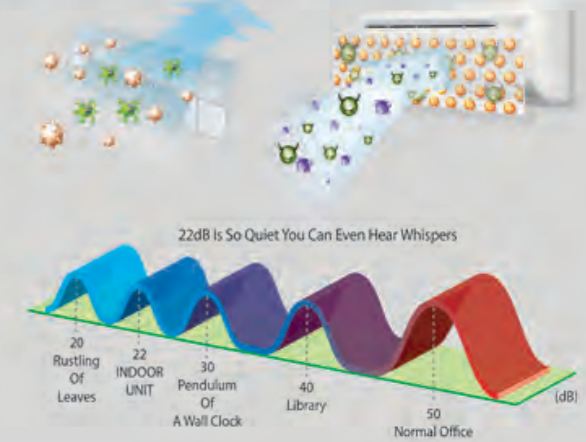 22dB Is So Quiet You Can Even Hear Whispers
20
Rustling
Of
Leaves
22
INDOOR
UNIT
30
Pendulum
Of
A Wall Clock
40
Library
50
Normal Office
(dB)